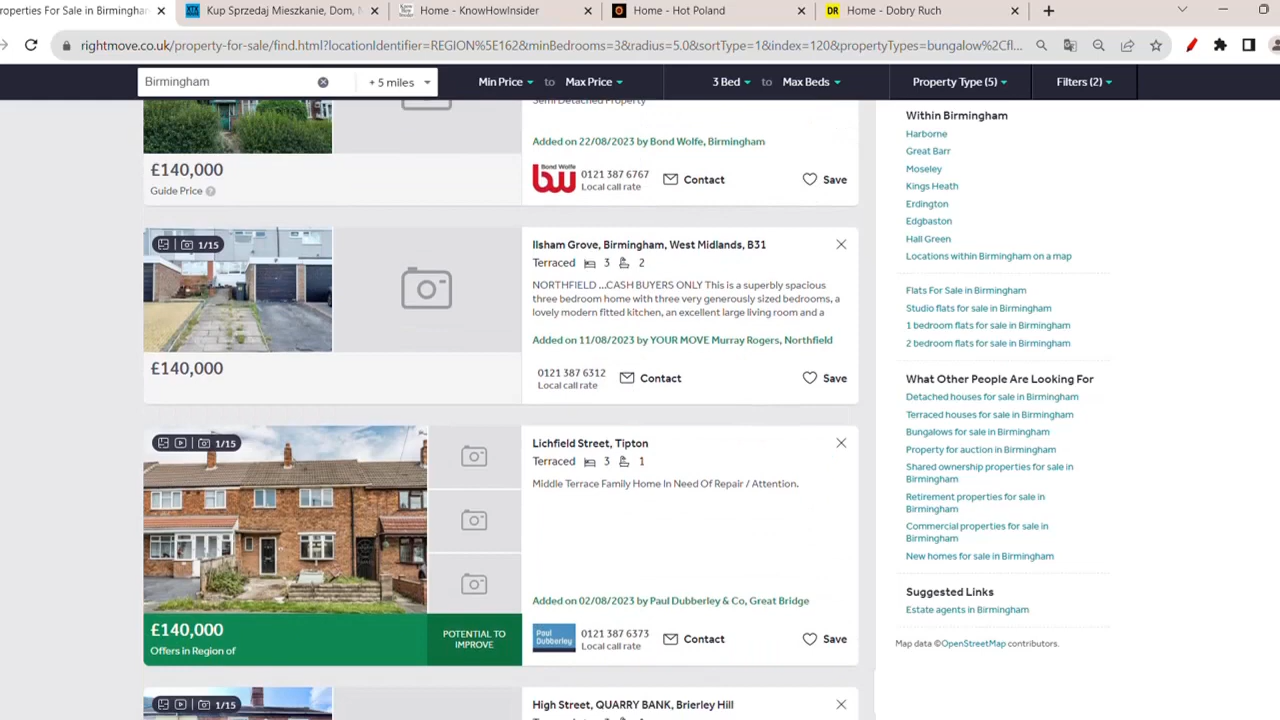 roperties For Sale in Birmingham
Kup Sprzedaj Mieszkanie, Dom,
Home - KnowHowInsider
Home - Hot Poland
DR Home - Dobry Ruch
rightmove.co.uk/property-for-sale/find.html?locationIdentifier=REGION%5E162&minBedrooms=3&radius=5.0&sortType=1&index=120&propertyTypes=bungalow%2Cfl...
Birmingham
+ 5 miles
Min Price to Max Price
3 Bed to Max Beds
Property Type (5)
Filters (2)
Semi Detached Property
Added on 22/08/2023 by Bond Wolfe, Birmingham
£140,000
Guide Price ?
Bond Wolfe
bw
0121 387 6767
Local call rate
Contact
Save
1/15
Ilsham Grove, Birmingham, West Midlands, B31
Terraced 3 2
NORTHFIELD ...CASH BUYERS ONLY This is a superbly spacious
three bedroom home with three very generously sized bedrooms, a
lovely modern fitted kitchen, an excellent large living room and a
Added on 11/08/2023 by YOUR MOVE Murray Rogers, Northfield
£140,000
0121 387 6312
Local call rate
Contact
Save
1/15
Lichfield Street, Tipton
Terraced 3 1
Middle Terrace Family Home In Need Of Repair / Attention.
Added on 02/08/2023 by Paul Dubberley & Co, Great Bridge
£140,000
Offers in Region of
POTENTIAL TO
IMPROVE
Paul
Dubberley
0121 387 6373
Local call rate
Contact
Save
1/15
High Street, QUARRY BANK, Brierley Hill
Within Birmingham
Harborne
Great Barr
Moseley
Kings Heath
Erdington
Edgbaston
Hall Green
Locations within Birmingham on a map
Flats For Sale in Birmingham
Studio flats for sale in Birmingham
1 bedroom flats for sale in Birmingham
2 bedroom flats for sale in Birmingham
What Other People Are Looking For
Detached houses for sale in Birmingham
Terraced houses for sale in Birmingham
Bungalows for sale in Birmingham
Property for auction in Birmingham
Shared ownership properties for sale in
Birmingham
Retirement properties for sale in
Birmingham
Commercial properties for sale in
Birmingham
New homes for sale in Birmingham
Suggested Links
Estate agents in Birmingham
Map data ©OpenStreetMap contributors.